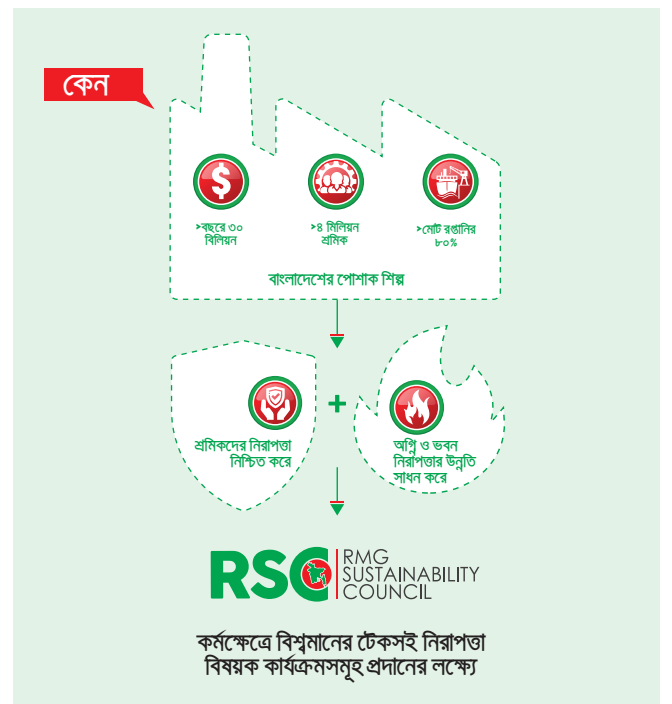 কেন
>বছরে ৩০
বিলিয়ন
>৪ মিলিয়ন
শ্রমিক
>মোট রপ্তানির
৮০%
বাংলাদেশের পোশাক শিল্প
শ্রমিকদের নিরাপত্তা
নিশ্চিত করে
+
অগ্নি ও ভবন
নিরাপত্তার উন্নতি
সাধন করে
RSC
RMG
SUSTAINABILITY
COUNCIL
কর্মক্ষেত্রে বিশ্বমানের টেকসই নিরাপত্তা
বিষয়ক কার্যক্রমসমূহ প্রদানের লক্ষ্যে